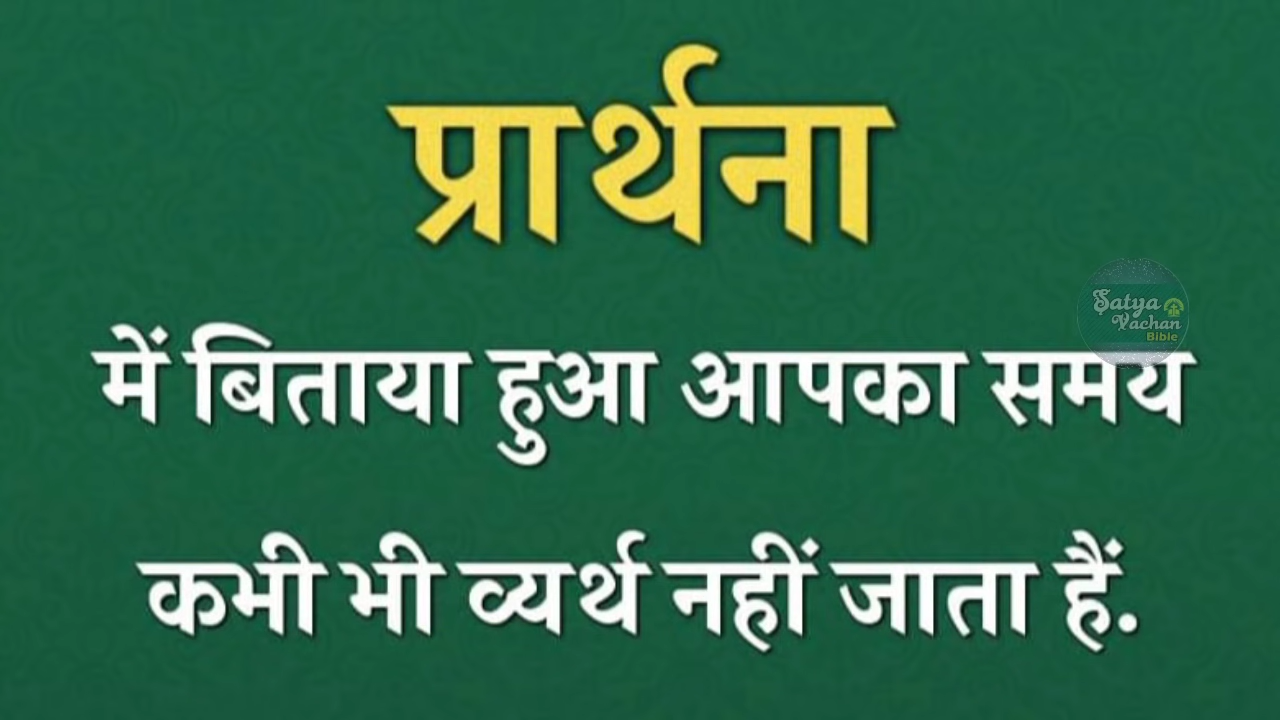 प्रार्थना
Satya
Vachan
Bible
में बिताया हुआ आपका समय
कभी भी व्यर्थ नहीं जाता हैं.